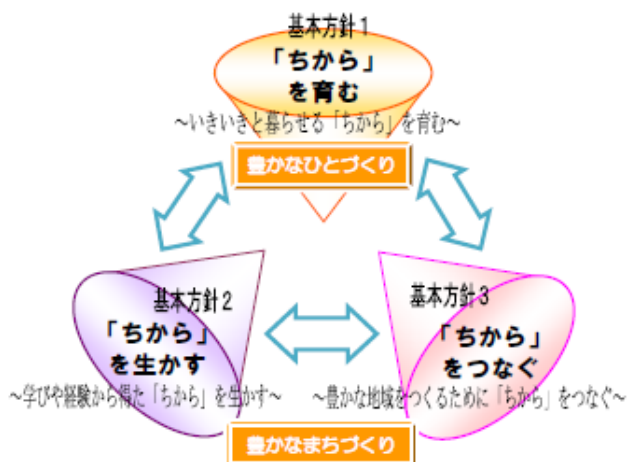 基本方針1
「ちから」
を育む
～いきいきと暮らせる「ちから」を育む～
豊かなひとづくり
基本方針2
「ちから」
を生かす
～学びや経験から得た「ちから」を生かす～
基本方針3
「ちから」
をつなぐ
～豊かな地域をつくるために「ちから」をつなぐ～
豊かなまちづくり